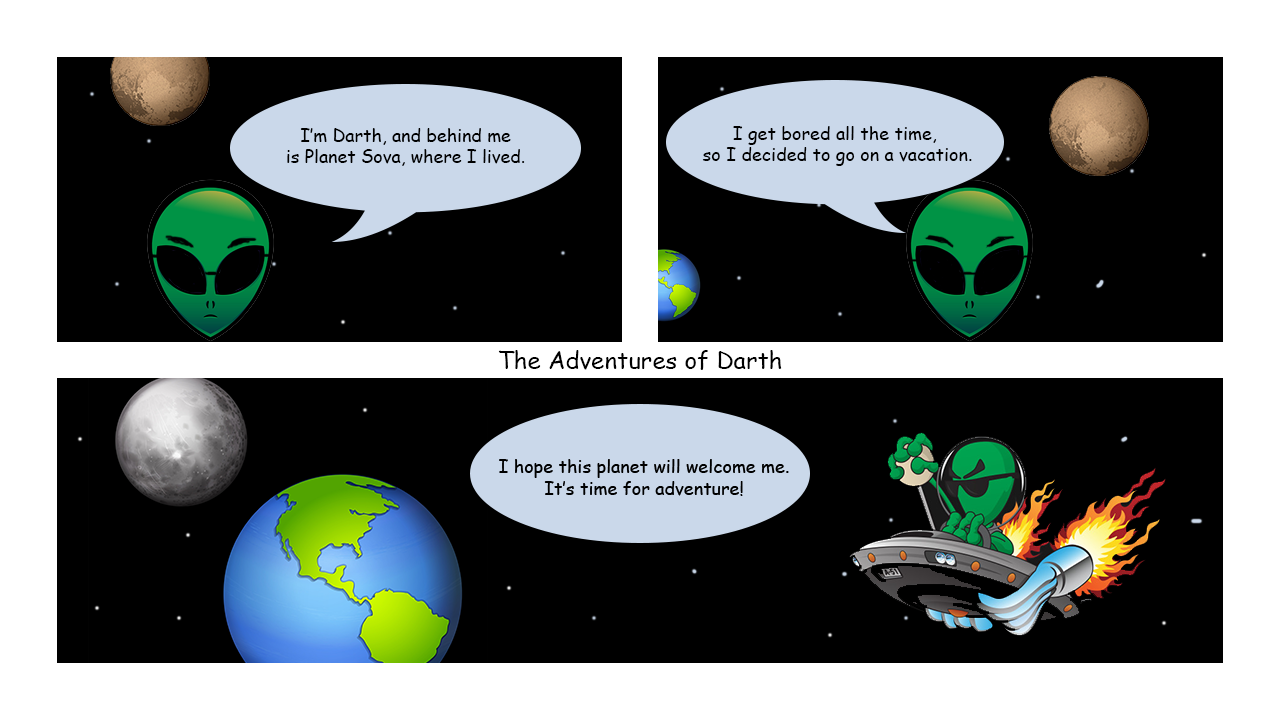 I'm Darth, and behind me
is Planet Sova, where I lived.
I get bored all the time,
so I decided to go on a vacation.
The Adventures of Darth
I hope this planet will welcome me.
It's time for adventure!
A-51